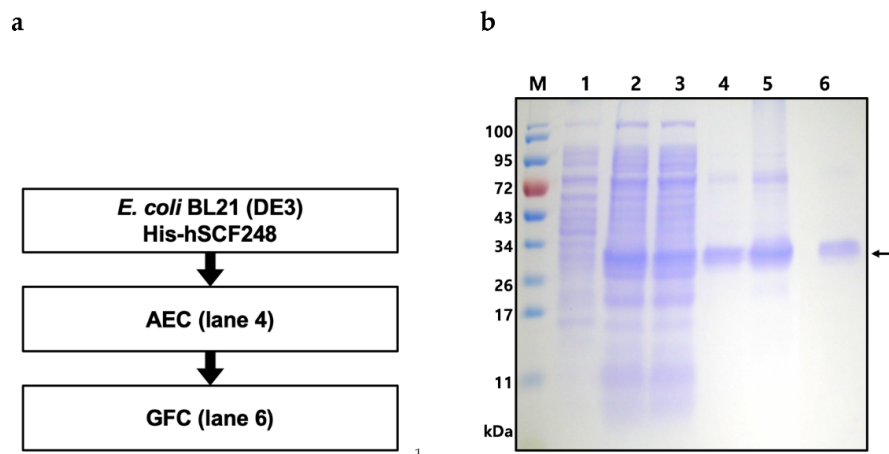 a
E. coli BL21 (DE3)
His-hSCF248
AEC (lane 4)
GFC (lane 6)
1
b
M 1 2 3 4 5 6
100
95
72
43
34
26
17
11
kDa